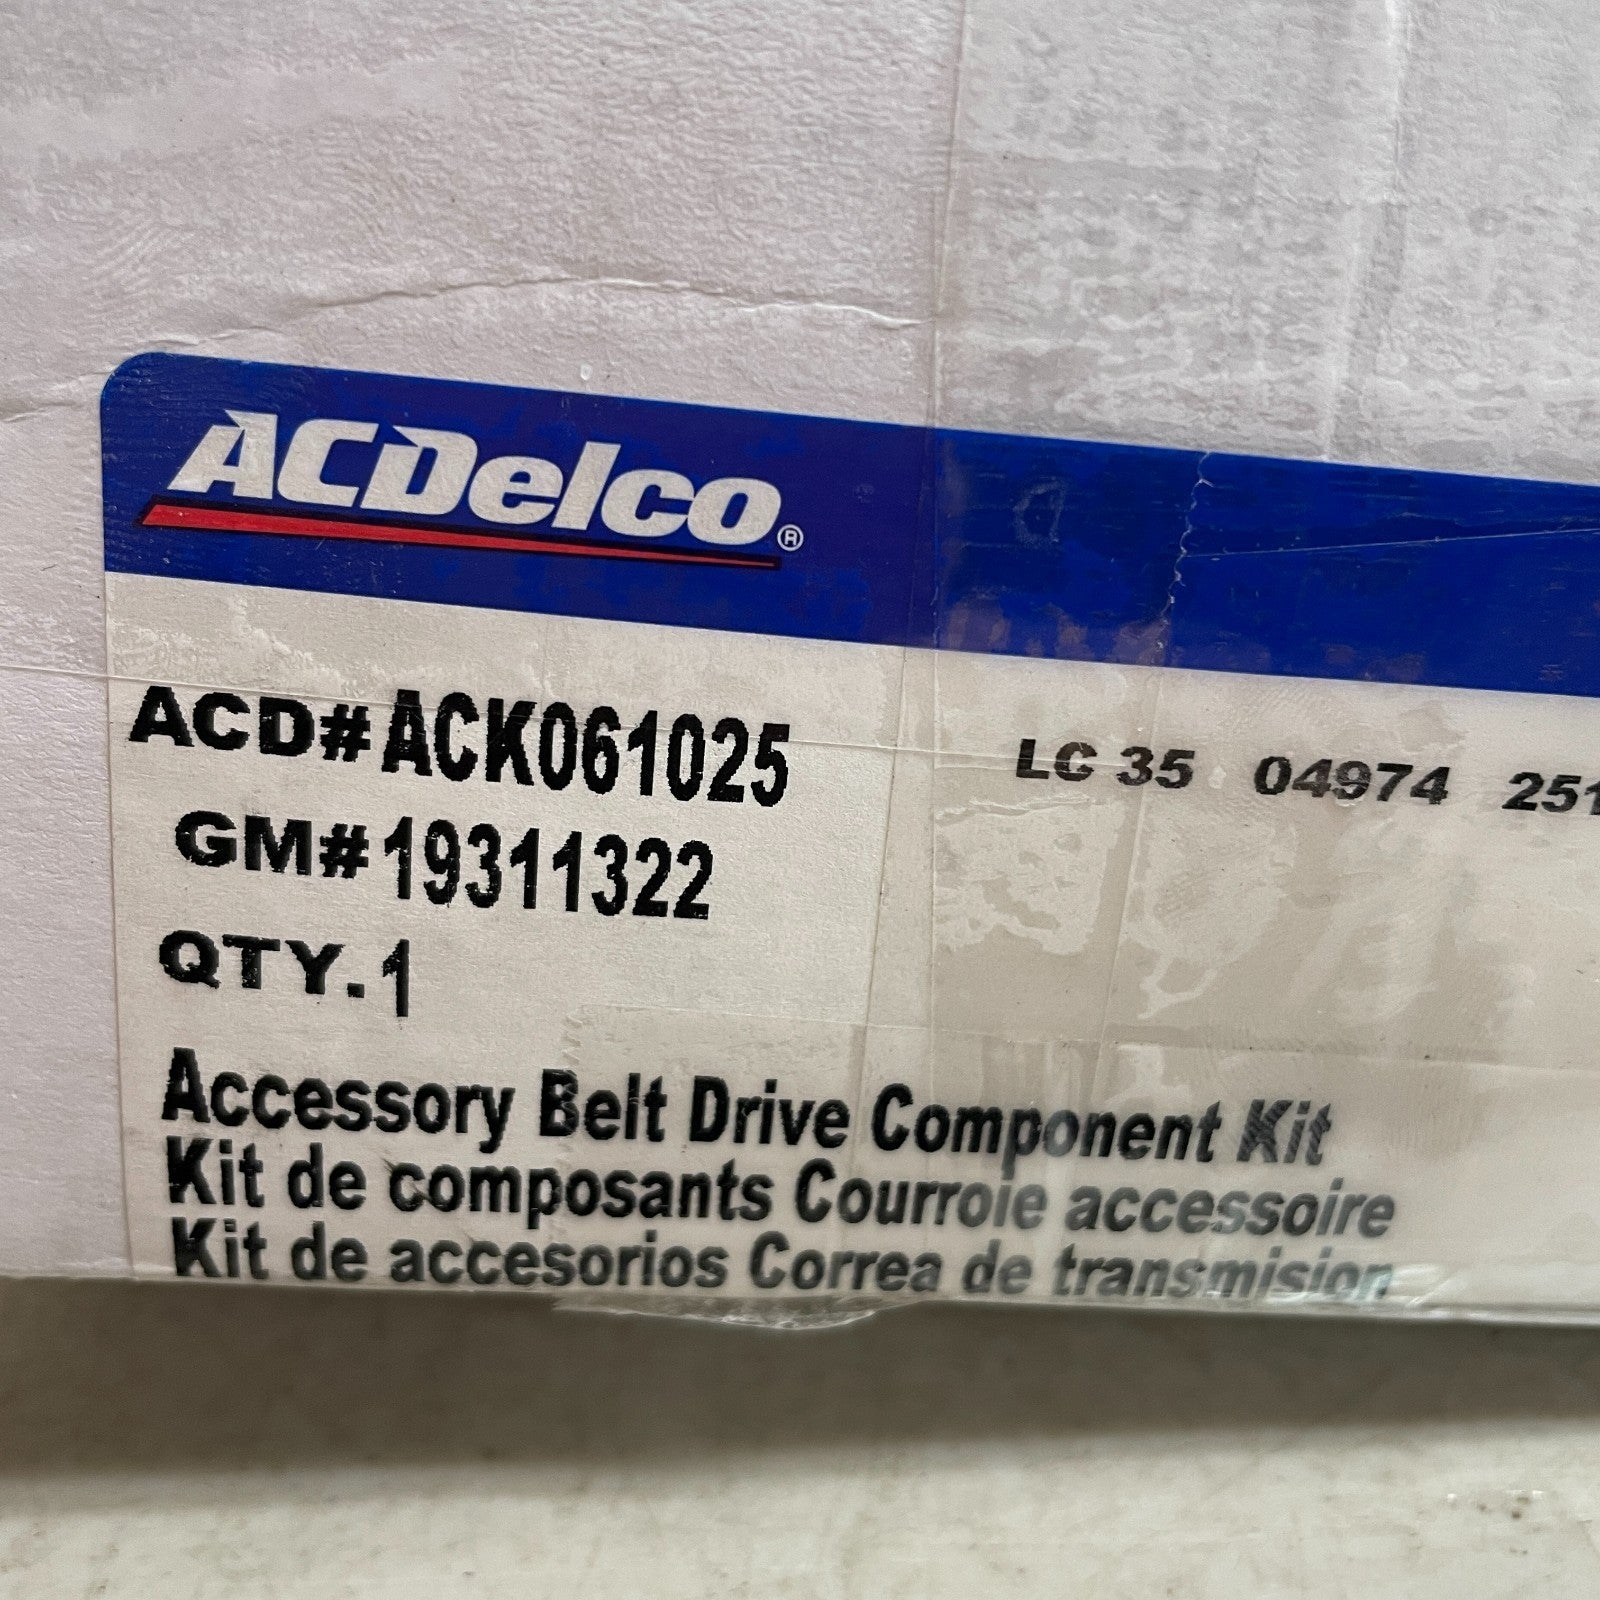 ACDelco®
ACD# ACK061025 LC 35 04974 251
GM# 19311322
QTY. 1
Accessory Belt Drive Component Kit
Kit de composants Courroie accessoire
Kit de accesorios Correa de transmision